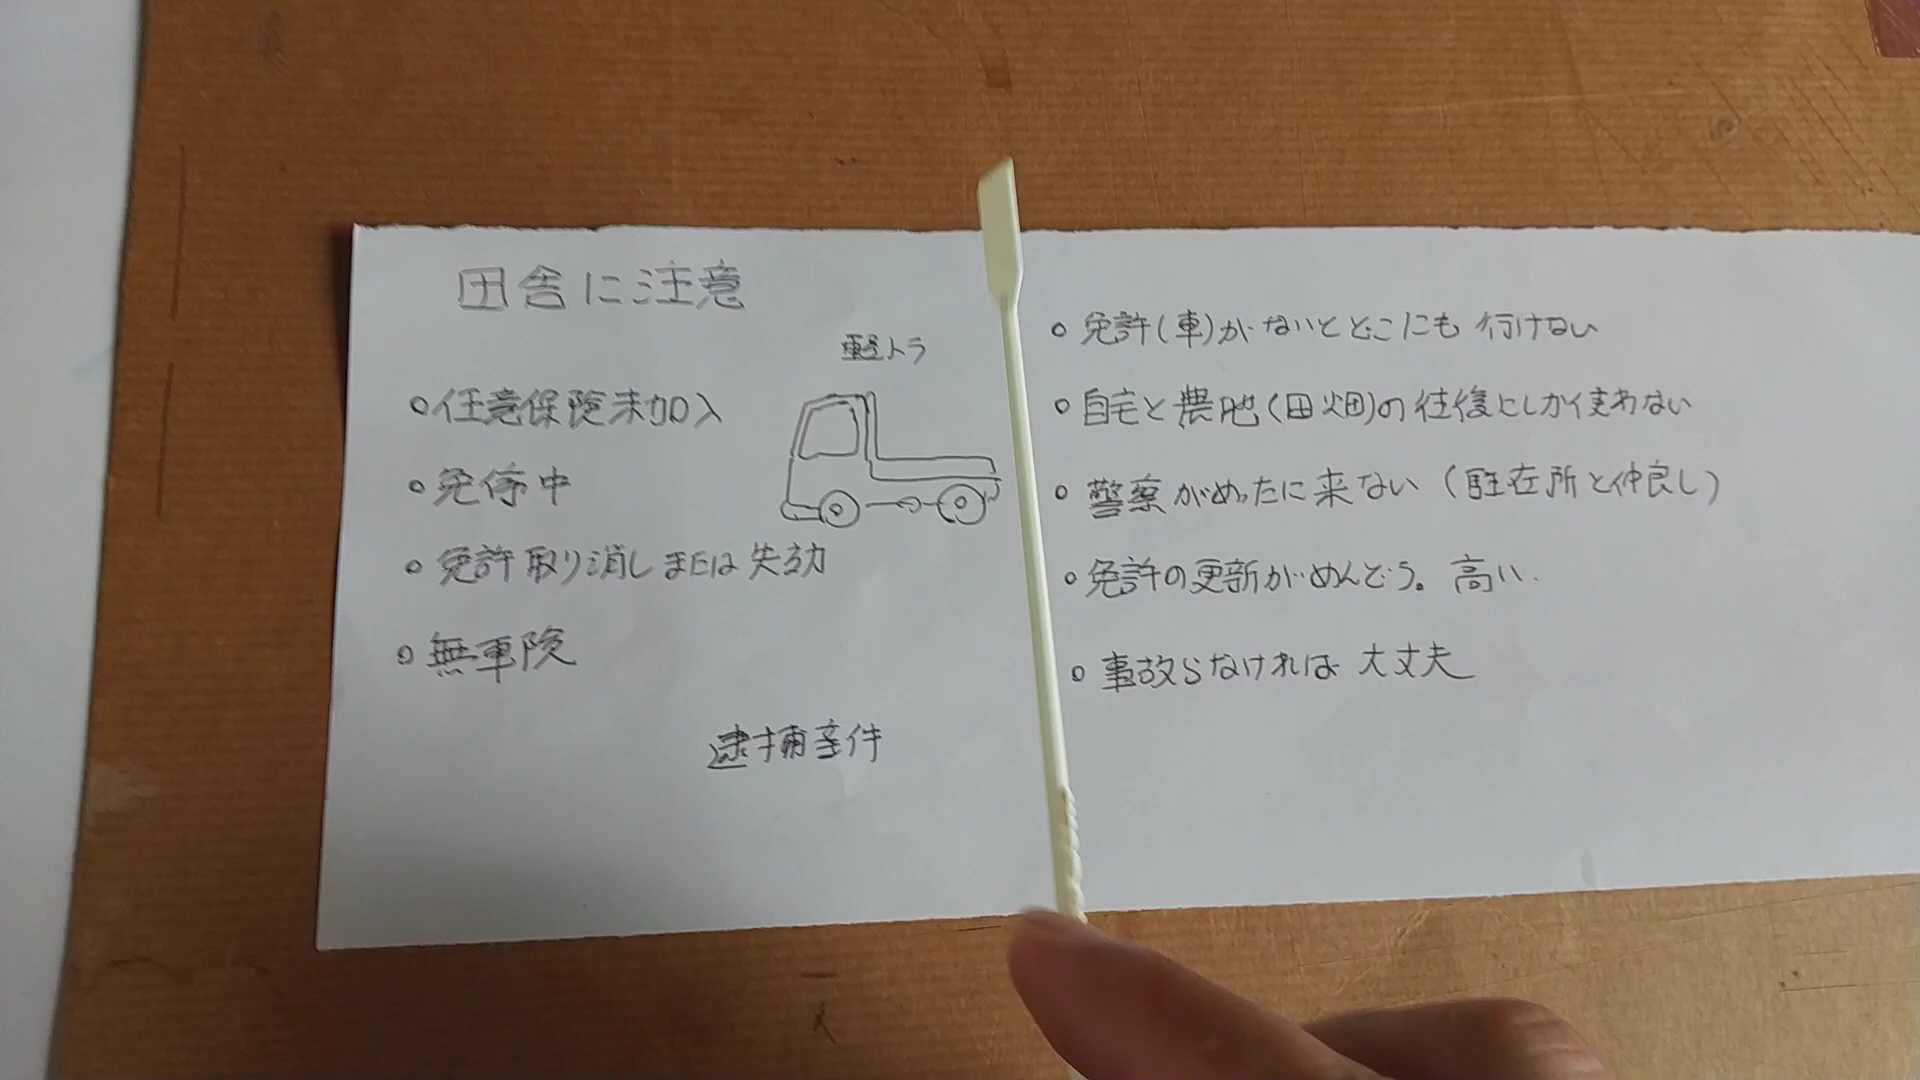 田舎に注意
軽トラ
○任意保険未加入
○免停中
○免許取り消しまたは失効
○無車険
逮捕案件
○免許(車)がないとどこにも行けない
○自宅と農地(田畑)の往復にしか使わない
○警察がめったに来ない(駐在所と仲良し)
○免許の更新がめんどう。高い.
○事故らなければ大丈夫